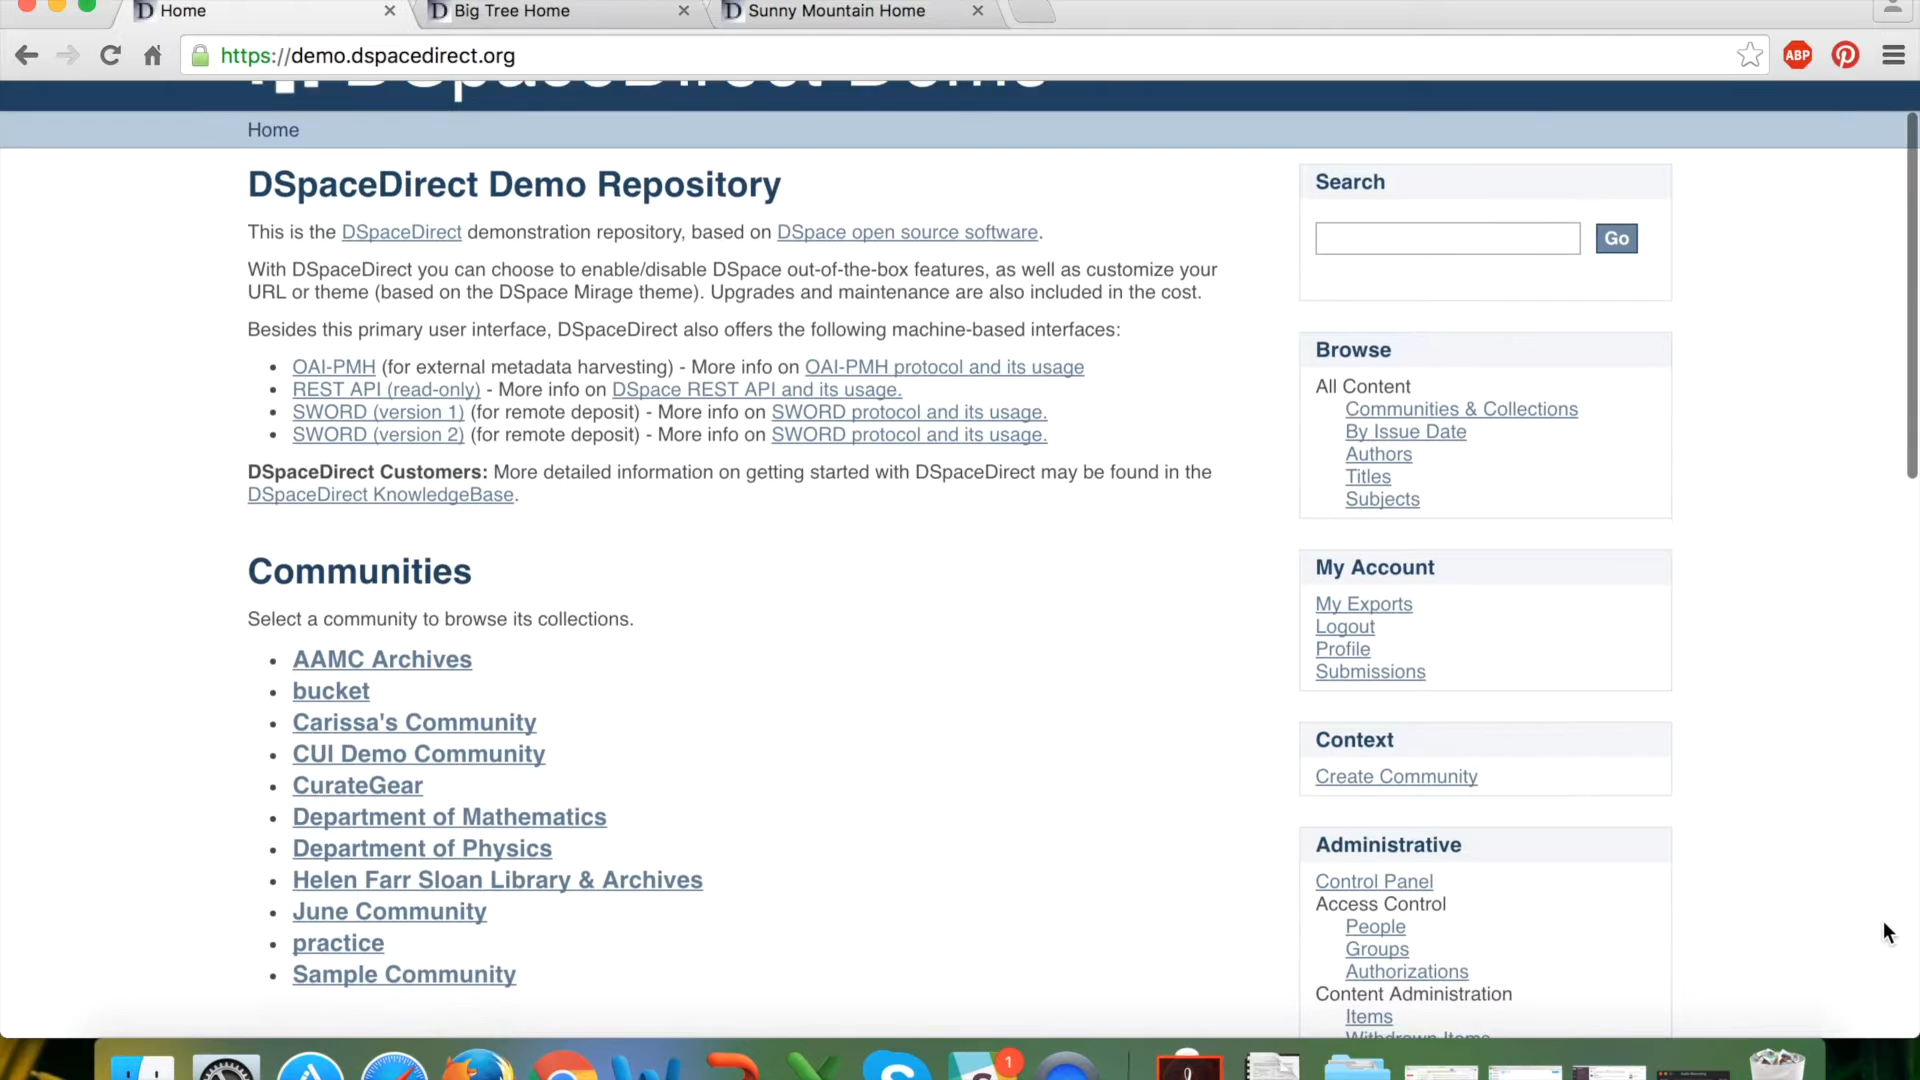 Home
Big Tree Home
Sunny Mountain Home
https://demo.dspacedirect.org
ABP
DSpaceDirect Demo
Home
DSpaceDirect Demo Repository
This is the DSpaceDirect demonstration repository, based on DSpace open source software.
With DSpaceDirect you can choose to enable/disable DSpace out-of-the-box features, as well as customize your
URL or theme (based on the DSpace Mirage theme). Upgrades and maintenance are also included in the cost.
Besides this primary user interface, DSpaceDirect also offers the following machine-based interfaces:
• OAI-PMH (for external metadata harvesting) - More info on OAI-PMH protocol and its usage
• REST API (read-only) - More info on DSpace REST API and its usage.
• SWORD (version 1) (for remote deposit) - More info on SWORD protocol and its usage.
• SWORD (version 2) (for remote deposit) - More info on SWORD protocol and its usage.
DSpaceDirect Customers: More detailed information on getting started with DSpaceDirect may be found in the
DSpaceDirect KnowledgeBase.
Communities
Select a community to browse its collections.
• AAMC Archives
• bucket
• Carissa's Community
• CUI Demo Community
• CurateGear
• Department of Mathematics
• Department of Physics
• Helen Farr Sloan Library & Archives
• June Community
• practice
• Sample Community
Search
Go
Browse
All Content
Communities & Collections
By Issue Date
Authors
Titles
Subjects
My Account
My Exports
Logout
Profile
Submissions
Context
Create Community
Administrative
Control Panel
Access Control
People
Groups
Authorizations
Content Administration
Items
Withdrawn Items
1